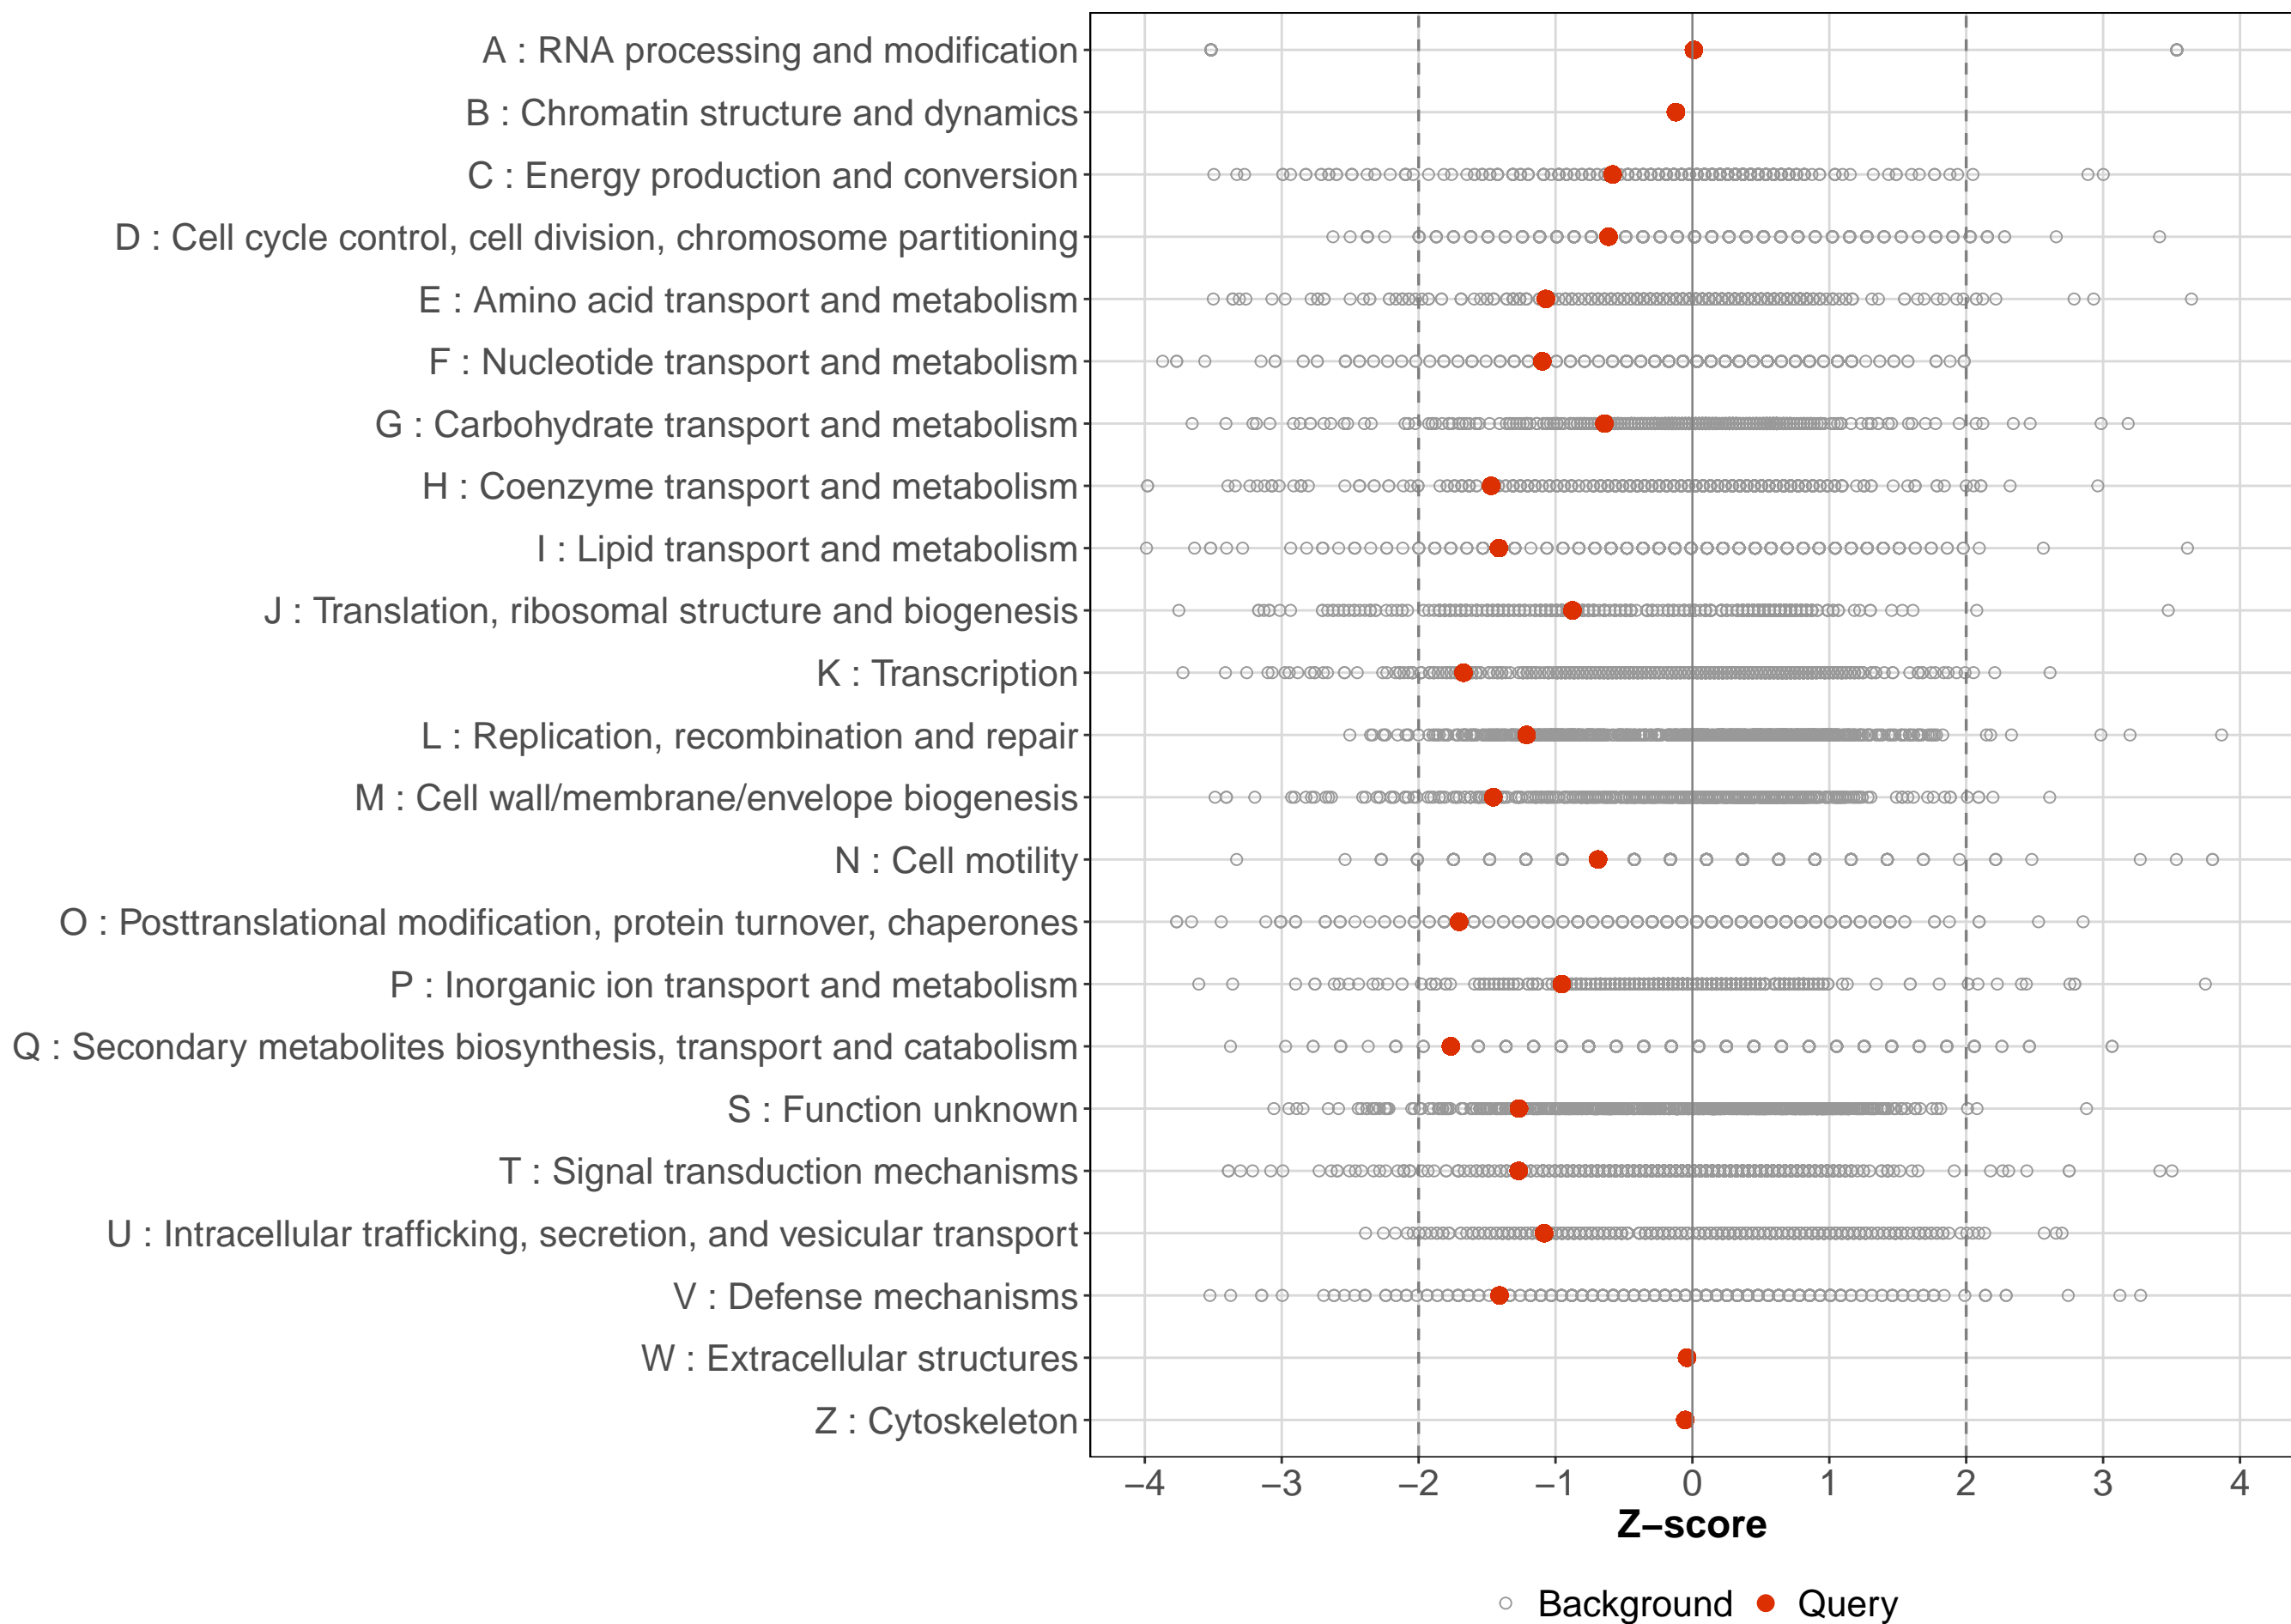 A : RNA processing and modification
B : Chromatin structure and dynamics
C : Energy production and conversion
D : Cell cycle control, cell division, chromosome partitioning
E : Amino acid transport and metabolism
F : Nucleotide transport and metabolism
G : Carbohydrate transport and metabolism
H : Coenzyme transport and metabolism
I : Lipid transport and metabolism
J : Translation, ribosomal structure and biogenesis
K : Transcription
L : Replication, recombination and repair
M : Cell wall/membrane/envelope biogenesis
N : Cell motility
O : Posttranslational modification, protein turnover, chaperones
P : Inorganic ion transport and metabolism
Q : Secondary metabolites biosynthesis, transport and catabolism
S : Function unknown
T : Signal transduction mechanisms
U : Intracellular trafficking, secretion, and vesicular transport
V : Defense mechanisms
W : Extracellular structures
Z : Cytoskeleton
−4 −3 −2 −1 0 1 2 3 4
Z−score
Background Query